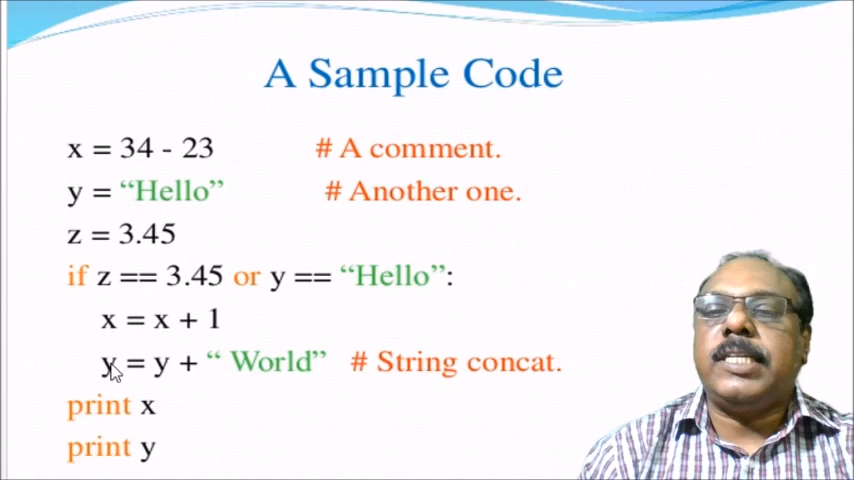 A Sample Code
x = 34 - 23 # A comment.
y = “Hello” # Another one.
z = 3.45
if z == 3.45 or y == “Hello”:
x = x + 1
y = y + “ World” # String concat.
print x
print y